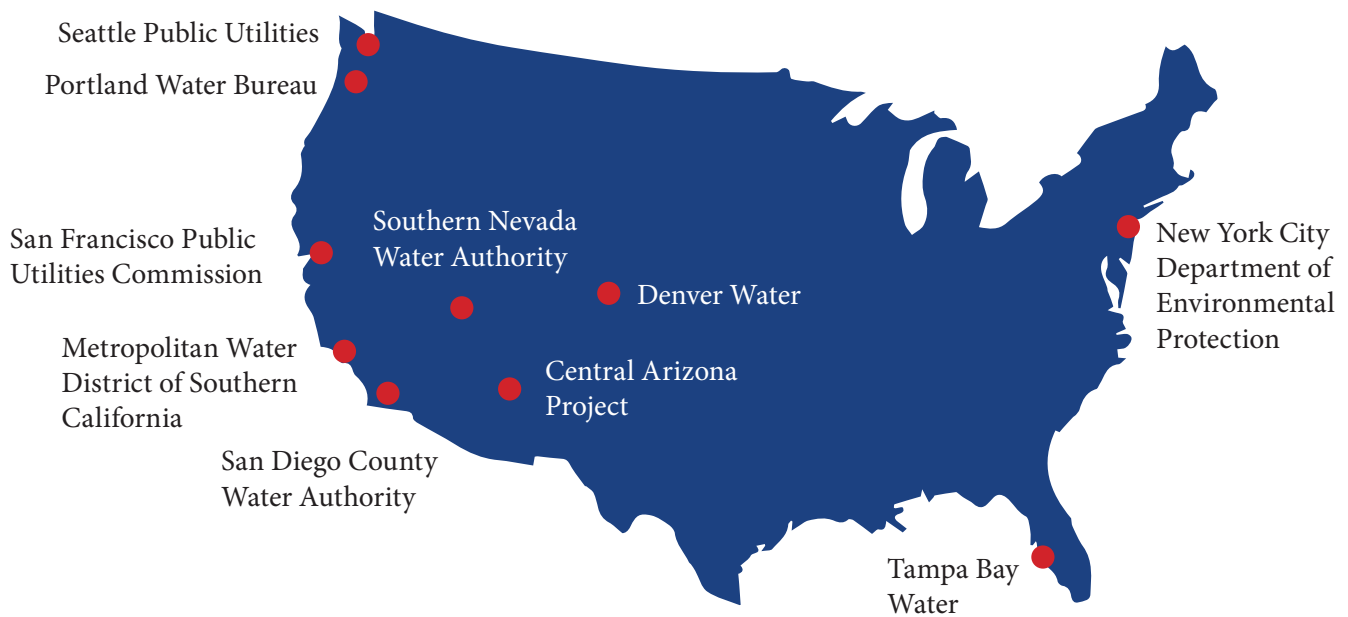 Seattle Public Utilities
Portland Water Bureau
San Francisco Public
Utilities Commission
Southern Nevada
Water Authority
Denver Water
New York City
Department of
Environmental
Protection
Metropolitan Water
District of Southern
California
Central Arizona
Project
San Diego County
Water Authority
Tampa Bay
Water